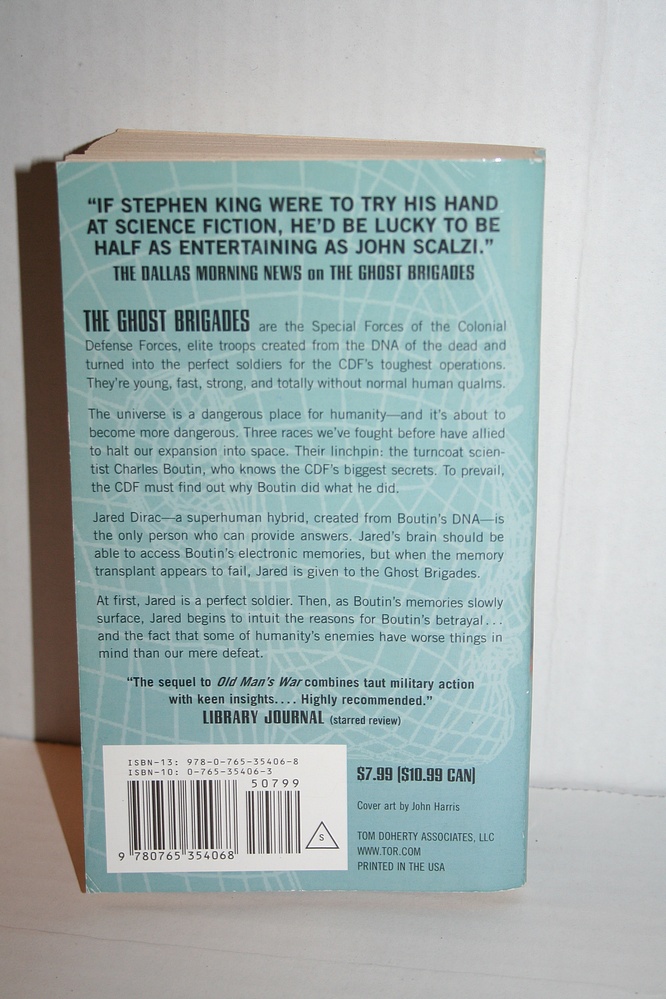 “IF STEPHEN KING WERE TO TRY HIS HAND
AT SCIENCE FICTION, HE’D BE LUCKY TO BE
HALF AS ENTERTAINING AS JOHN SCALZI.”
THE DALLAS MORNING NEWS on THE GHOST BRIGADES
THE GHOST BRIGADES are the Special Forces of the Colonial
Defense Forces, elite troops created from the DNA of the dead and
turned into the perfect soldiers for the CDF’s toughest operations.
They’re young, fast, strong, and totally without normal human qualms.
The universe is a dangerous place for humanity—and it’s about to
become more dangerous. Three races we’ve fought before have allied
to halt our expansion into space. Their linchpin: the turncoat scien-
tist Charles Boutin, who knows the CDF’s biggest secrets. To prevail,
the CDF must find out why Boutin did what he did.
Jared Dirac—a superhuman hybrid, created from Boutin’s DNA—is
the only person who can provide answers. Jared’s brain should be
able to access Boutin’s electronic memories, but when the memory
transplant appears to fail, Jared is given to the Ghost Brigades.
At first, Jared is a perfect soldier. Then, as Boutin’s memories slowly
surface, Jared begins to intuit the reasons for Boutin’s betrayal...
and the fact that some of humanity’s enemies have worse things in
mind than our mere defeat.
“The sequel to Old Man’s War combines taut military action
with keen insights.... Highly recommended.”
LIBRARY JOURNAL (starred review)
ISBN-13: 978-0-765-35406-8
ISBN-10: 0-765-35406-3
50799
S
9 780765 354068
$7.99 ($10.99 CAN)
Cover art by John Harris
TOM DOHERTY ASSOCIATES, LLC
WWW.TOR.COM
PRINTED IN THE USA